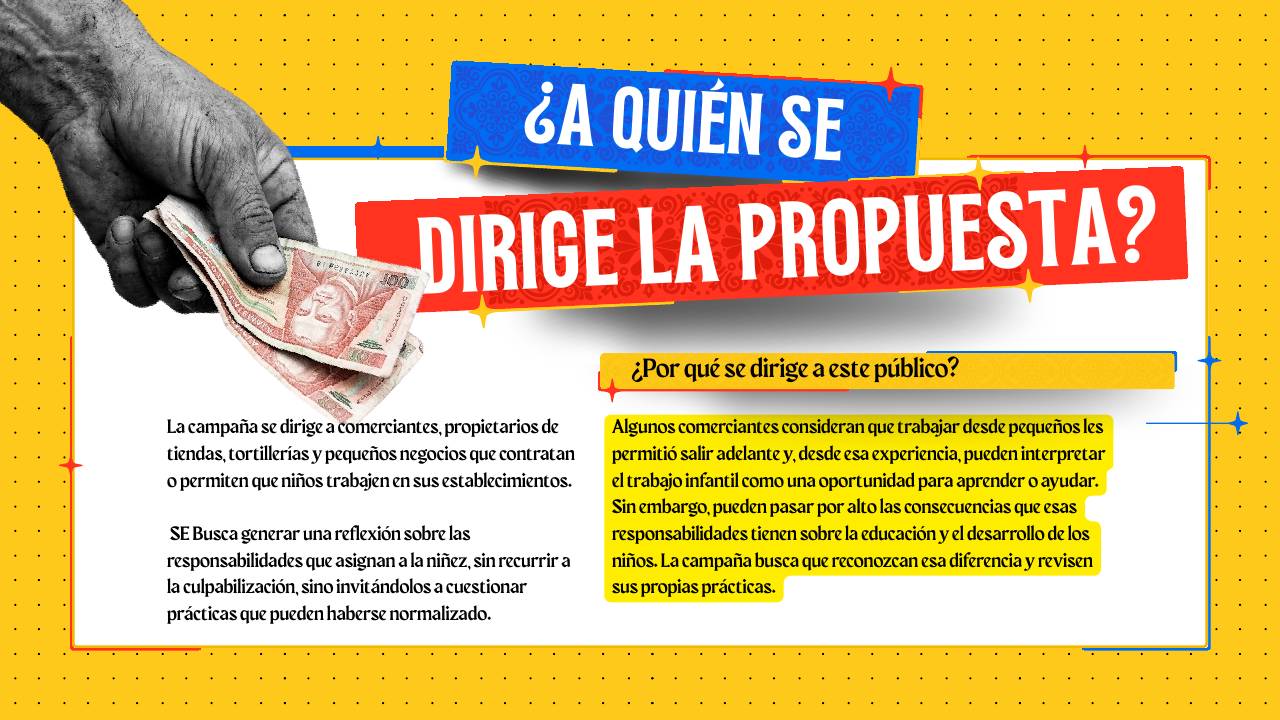 ¿A QUIÉN SE
DIRIGE LA PROPUESTA?
¿Por qué se dirige a este público?
La campaña se dirige a comerciantes, propietarios de
tiendas, tortillerías y pequeños negocios que contratan
o permiten que niños trabajen en sus establecimientos.
SE Busca generar una reflexión sobre las
responsabilidades que asignan a la niñez, sin recurrir a
la culpabilización, sino invitándolos a cuestionar
prácticas que pueden haberse normalizado.
Algunos comerciantes consideran que trabajar desde pequeños les
permitió salir adelante y, desde esa experiencia, pueden interpretar
el trabajo infantil como una oportunidad para aprender o ayudar.
Sin embargo, pueden pasar por alto las consecuencias que esas
responsabilidades tienen sobre la educación y el desarrollo de los
niños. La campaña busca que reconozcan esa diferencia y revisen
sus propias prácticas.
100